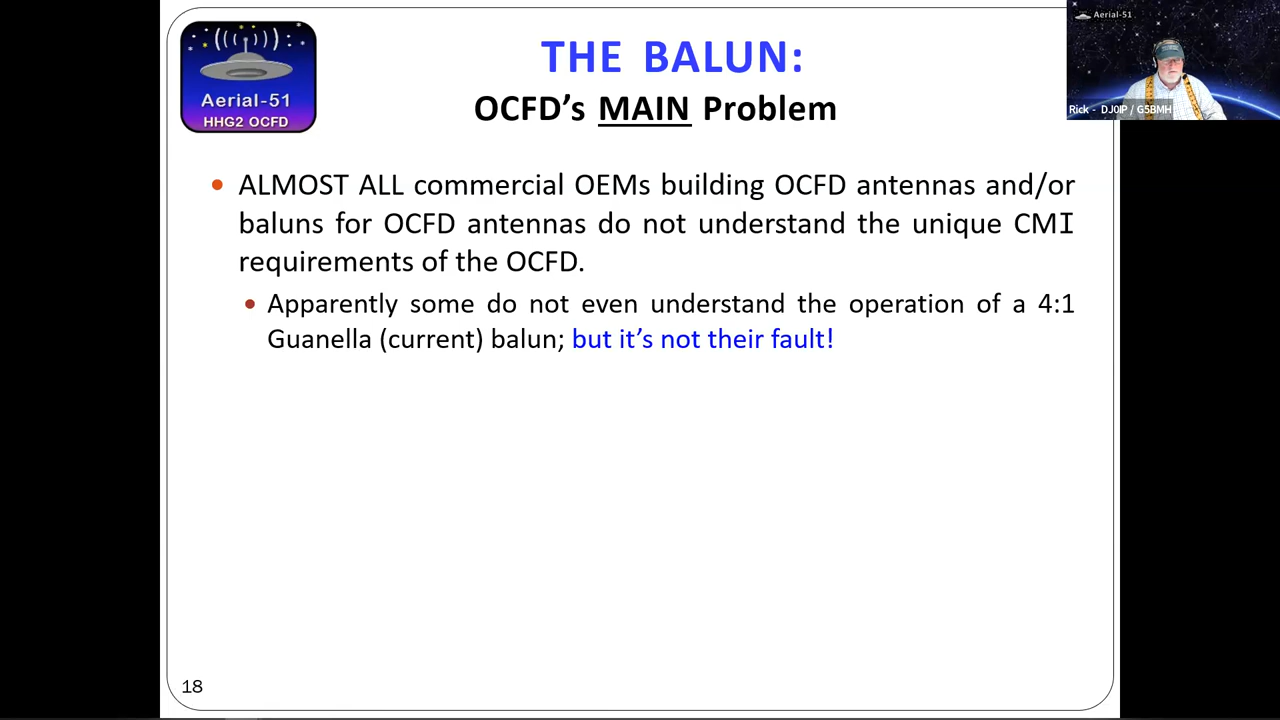 Aerial-51
HHG2 OCFD
THE BALUN:
OCFD's MAIN Problem
Aerial-51
Rick - DJ0IP / G5BMH
• ALMOST ALL commercial OEMs building OCFD antennas and/or
baluns for OCFD antennas do not understand the unique CMI
requirements of the OCFD.
• Apparently some do not even understand the operation of a 4:1
Guanella (current) balun; but it's not their fault!
18